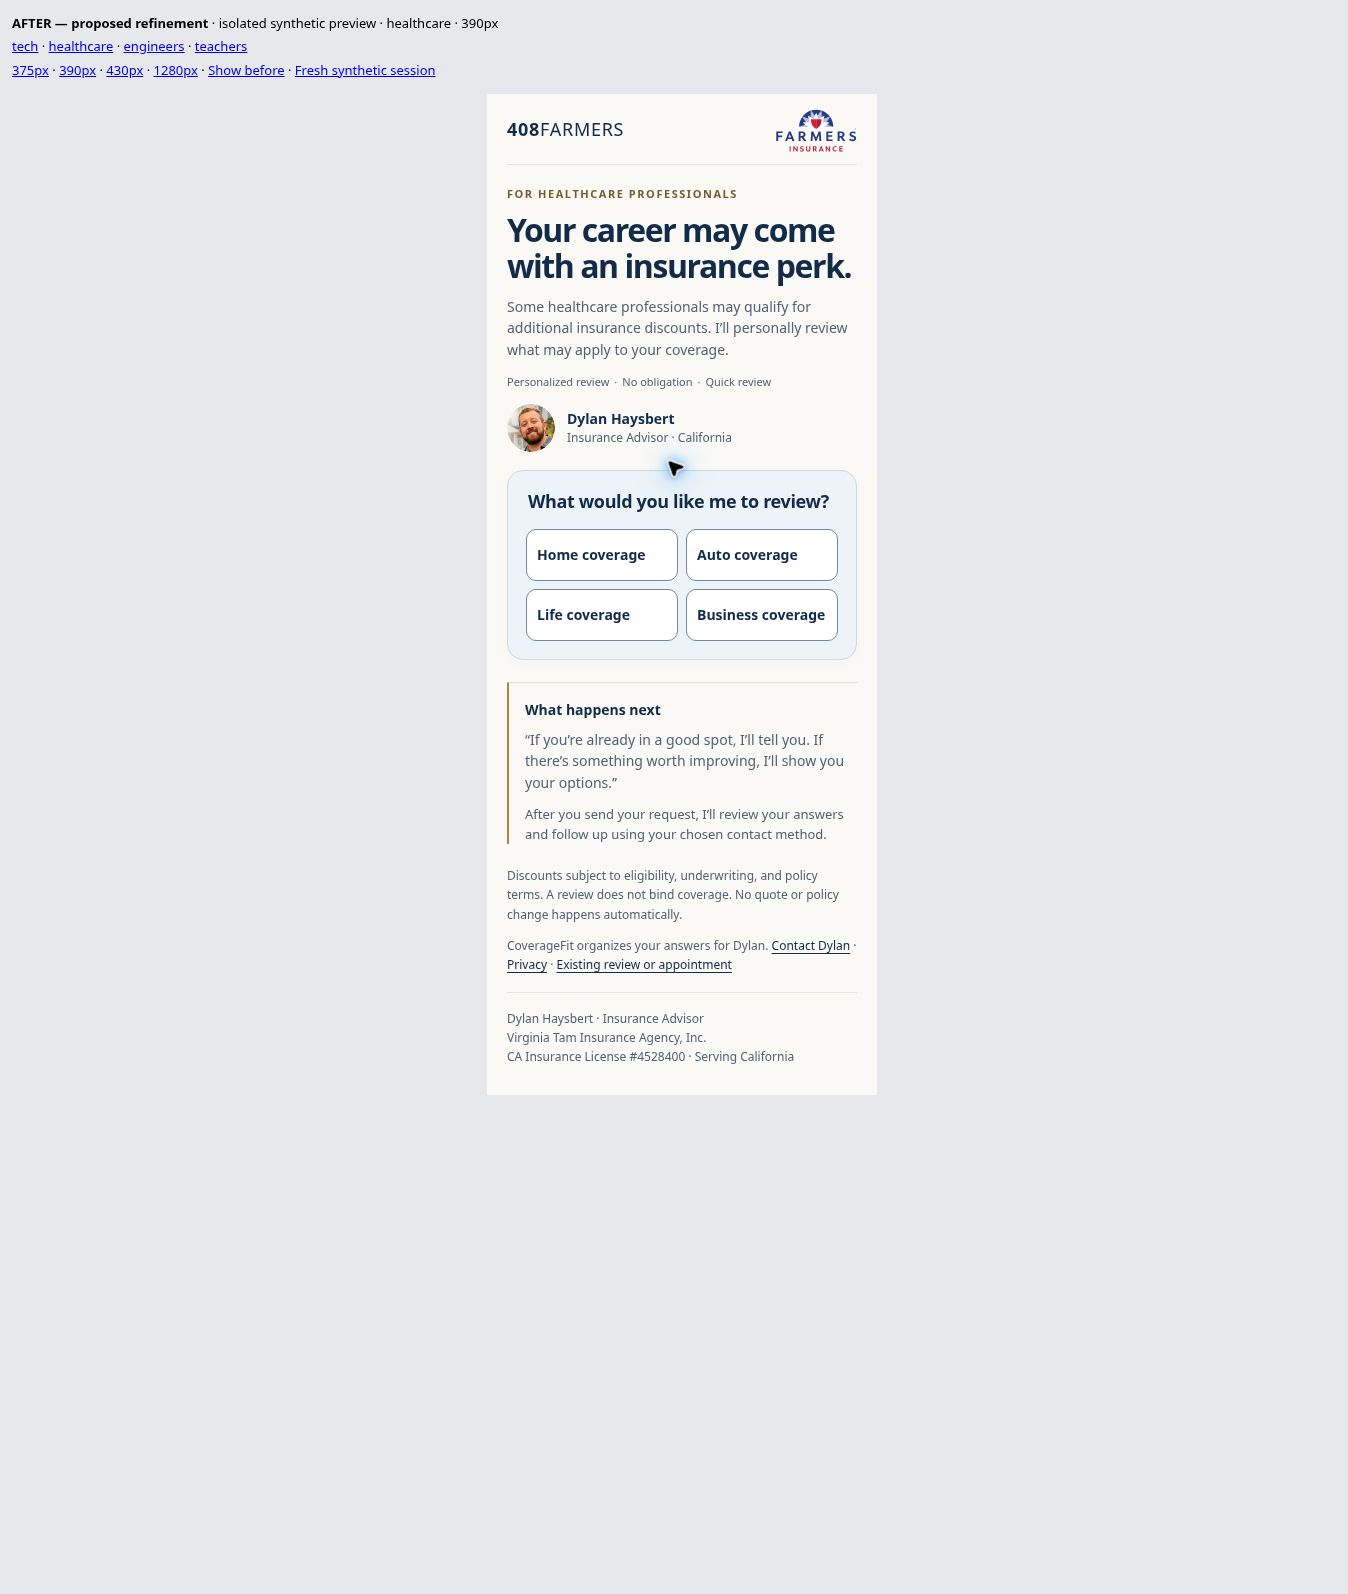 AFTER — proposed refinement · isolated synthetic preview · healthcare · 390px
tech · healthcare · engineers · teachers
375px · 390px · 430px · 1280px · Show before · Fresh synthetic session
408FARMERS
FARMERS
INSURANCE
FOR HEALTHCARE PROFESSIONALS
Your career may come
with an insurance perk.
Some healthcare professionals may qualify for
additional insurance discounts. I’ll personally review
what may apply to your coverage.
Personalized review · No obligation · Quick review
Dylan Haysbert
Insurance Advisor · California
What would you like me to review?
Home coverage
Auto coverage
Life coverage
Business coverage
What happens next
“If you’re already in a good spot, I’ll tell you. If
there’s something worth improving, I’ll show you
your options.”
After you send your request, I’ll review your answers
and follow up using your chosen contact method.
Discounts subject to eligibility, underwriting, and policy
terms. A review does not bind coverage. No quote or policy
change happens automatically.
CoverageFit organizes your answers for Dylan. Contact Dylan ·
Privacy · Existing review or appointment
Dylan Haysbert · Insurance Advisor
Virginia Tam Insurance Agency, Inc.
CA Insurance License #4528400 · Serving California